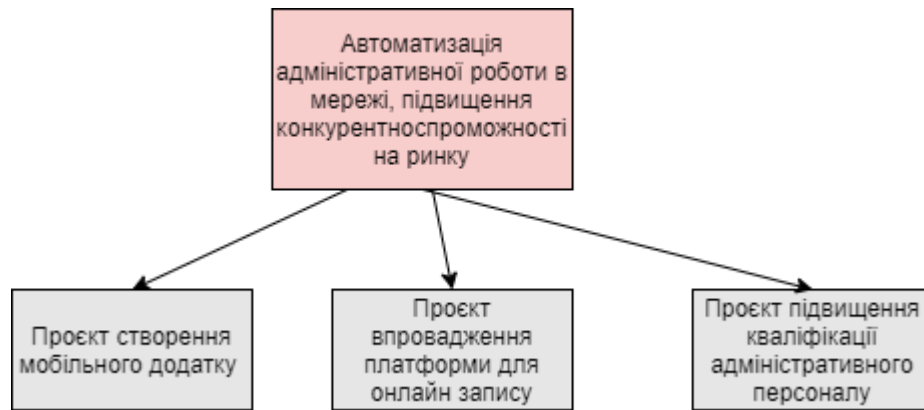 Автоматизація
адміністративної роботи в
мережі, підвищення
конкурентноспроможності
на ринку
Проєкт створення
мобільного додатку
Проєкт
впровадження
платформи для
онлайн запису
Проєкт підвищення
кваліфікації
адміністративного
персоналу